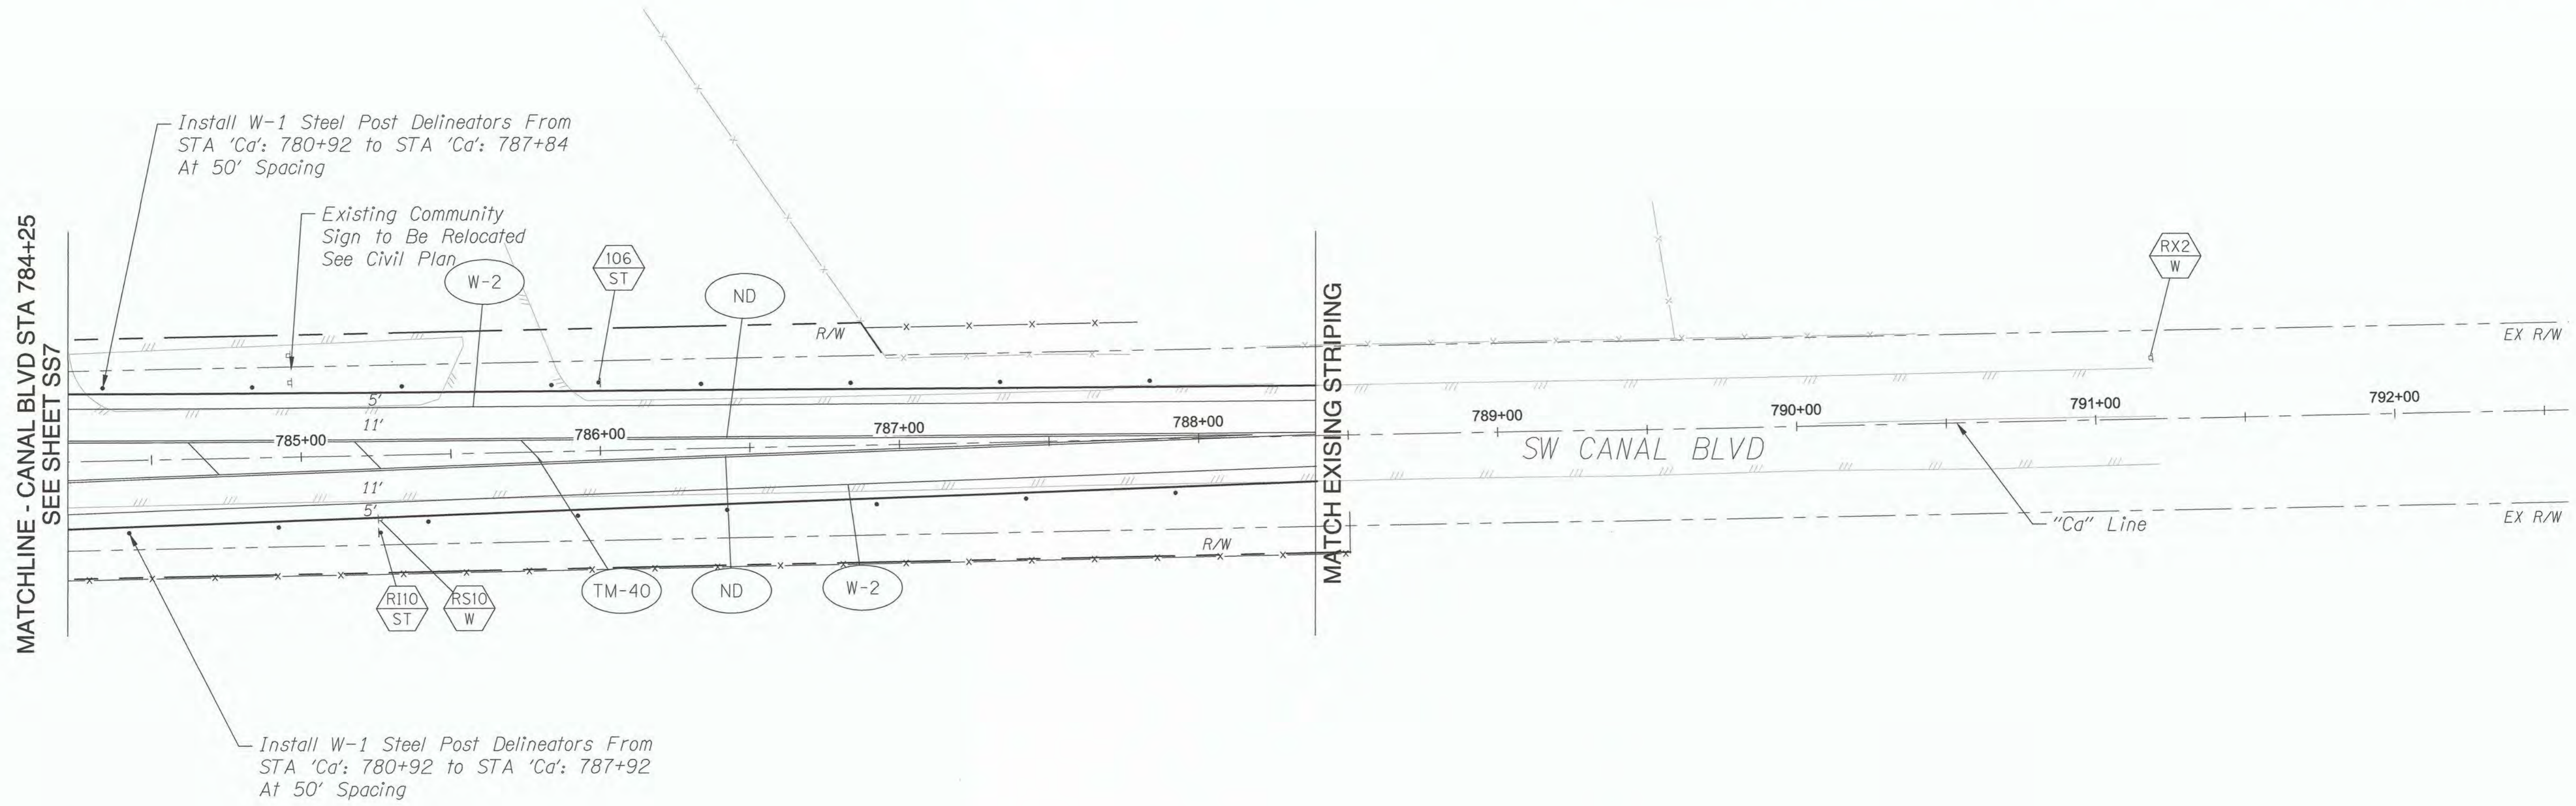 MATCHLINE - CANAL BLVD STA 784+25
SEE SHEET SS7
Install W-1 Steel Post Delineators From
STA 'Ca': 780+92 to STA 'Ca': 787+84
At 50' Spacing
Existing Community
Sign to Be Relocated
See Civil Plan
W-2
106
ST
ND
R/W
RX2
W
EX R/W
5'
11'
785+00
786+00
787+00
788+00
789+00
790+00
791+00
792+00
MATCH EXISING STRIPING
SW CANAL BLVD
11'
5'
"Ca" Line
EX R/W
R/W
RI10
ST
RS10
W
TM-40
ND
W-2
Install W-1 Steel Post Delineators From
STA 'Ca': 780+92 to STA 'Ca': 787+92
At 50' Spacing